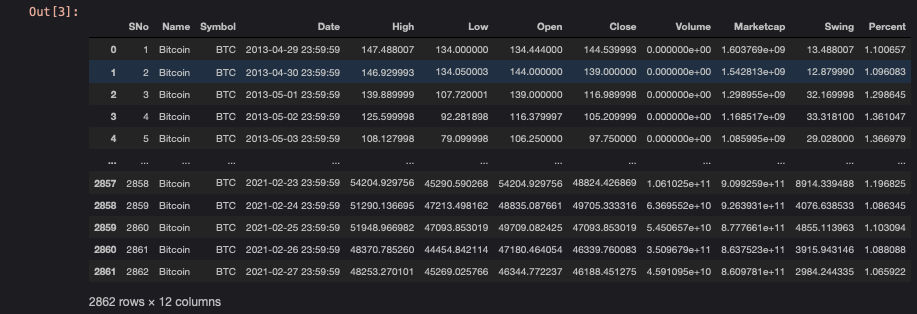 Out[3]:
SNo Name Symbol Date High Low Open Close Volume Marketcap Swing Percent
0 1 Bitcoin BTC 2013-04-29 23:59:59 147.488007 134.000000 134.444000 144.539993 0.000000e+00 1.603769e+09 13.488007 1.100657
1 2 Bitcoin BTC 2013-04-30 23:59:59 146.929993 134.050003 144.000000 139.000000 0.000000e+00 1.542813e+09 12.879990 1.096083
2 3 Bitcoin BTC 2013-05-01 23:59:59 139.889999 107.720001 139.000000 116.989998 0.000000e+00 1.298955e+09 32.169998 1.298645
3 4 Bitcoin BTC 2013-05-02 23:59:59 125.599998 92.281898 116.379997 105.209999 0.000000e+00 1.168517e+09 33.318100 1.361047
4 5 Bitcoin BTC 2013-05-03 23:59:59 108.127998 79.099998 106.250000 97.750000 0.000000e+00 1.085995e+09 29.028000 1.366979
... ... ... ... ... ... ... ... ... ... ... ... ...
2857 2858 Bitcoin BTC 2021-02-23 23:59:59 54204.929756 45290.590268 54204.929756 48824.426869 1.061025e+11 9.099259e+11 8914.339488 1.196825
2858 2859 Bitcoin BTC 2021-02-24 23:59:59 51290.136695 47213.498162 48835.087661 49705.333316 6.369552e+10 9.263931e+11 4076.638533 1.086345
2859 2860 Bitcoin BTC 2021-02-25 23:59:59 51948.966982 47093.853019 49709.082425 47093.853019 5.450657e+10 8.777661e+11 4855.113963 1.103094
2860 2861 Bitcoin BTC 2021-02-26 23:59:59 48370.785260 44454.842114 47180.464054 46339.760083 3.509679e+11 8.637523e+11 3915.943146 1.088088
2861 2862 Bitcoin BTC 2021-02-27 23:59:59 48253.270101 45269.025766 46344.772237 46188.451275 4.591095e+10 8.609781e+11 2984.244335 1.065922
2862 rows × 12 columns